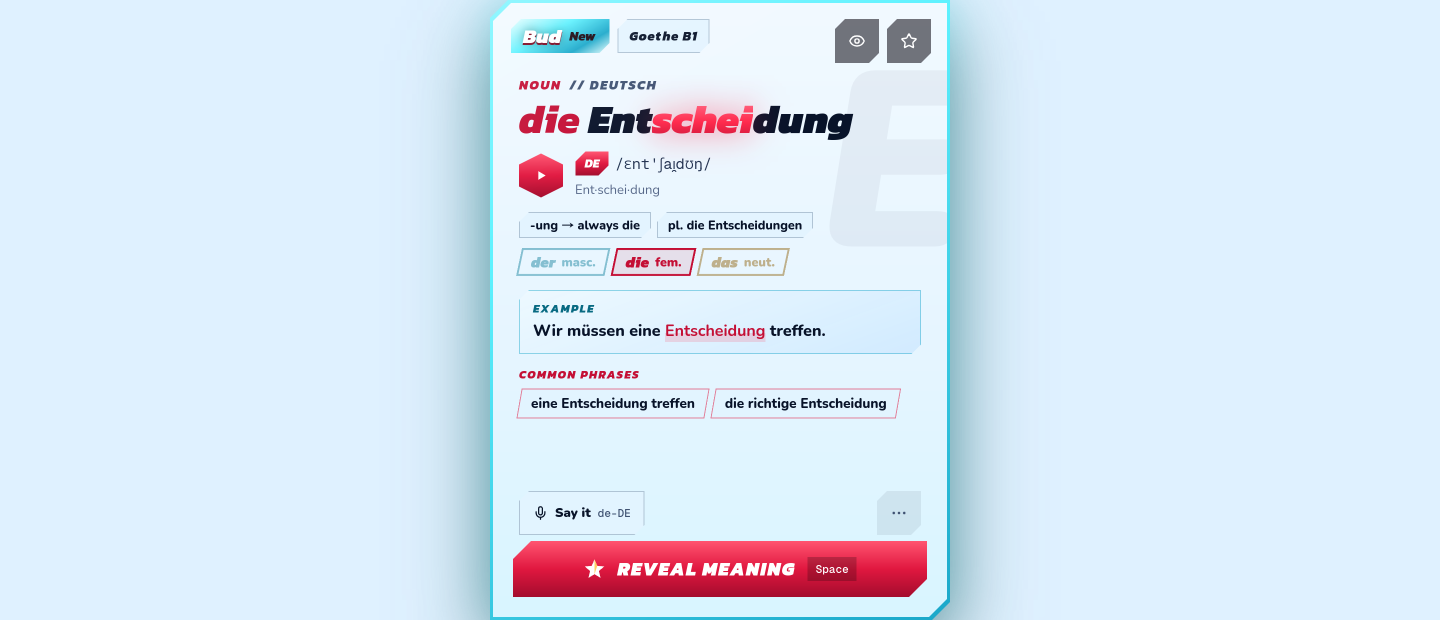 Bud New Goethe B1
NOUN // DEUTSCH
die Entscheidung
DE /ɛntˈʃaɪ̯dʊŋ/
Ent·schei·dung
-ung → always die pl. die Entscheidungen
der masc. die fem. das neut.
EXAMPLE
Wir müssen eine Entscheidung treffen.
COMMON PHRASES
eine Entscheidung treffen die richtige Entscheidung
Say it de-DE
REVEAL MEANING Space